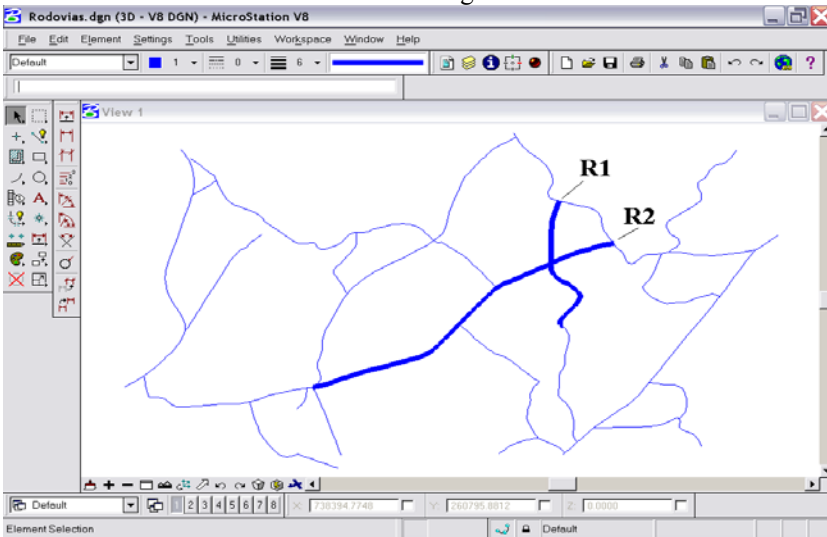 Rodovias.dgn (3D - V8 DGN) - MicroStation V8
File Edit Element Settings Tools Utilities Workspace Window Help
Default 1 0 6
View 1
R1
R2
Default 1 2 3 4 5 6 7 8 X: 738394.7748 Y: 260795.8812 Z: 0.0000
Element Selection Default